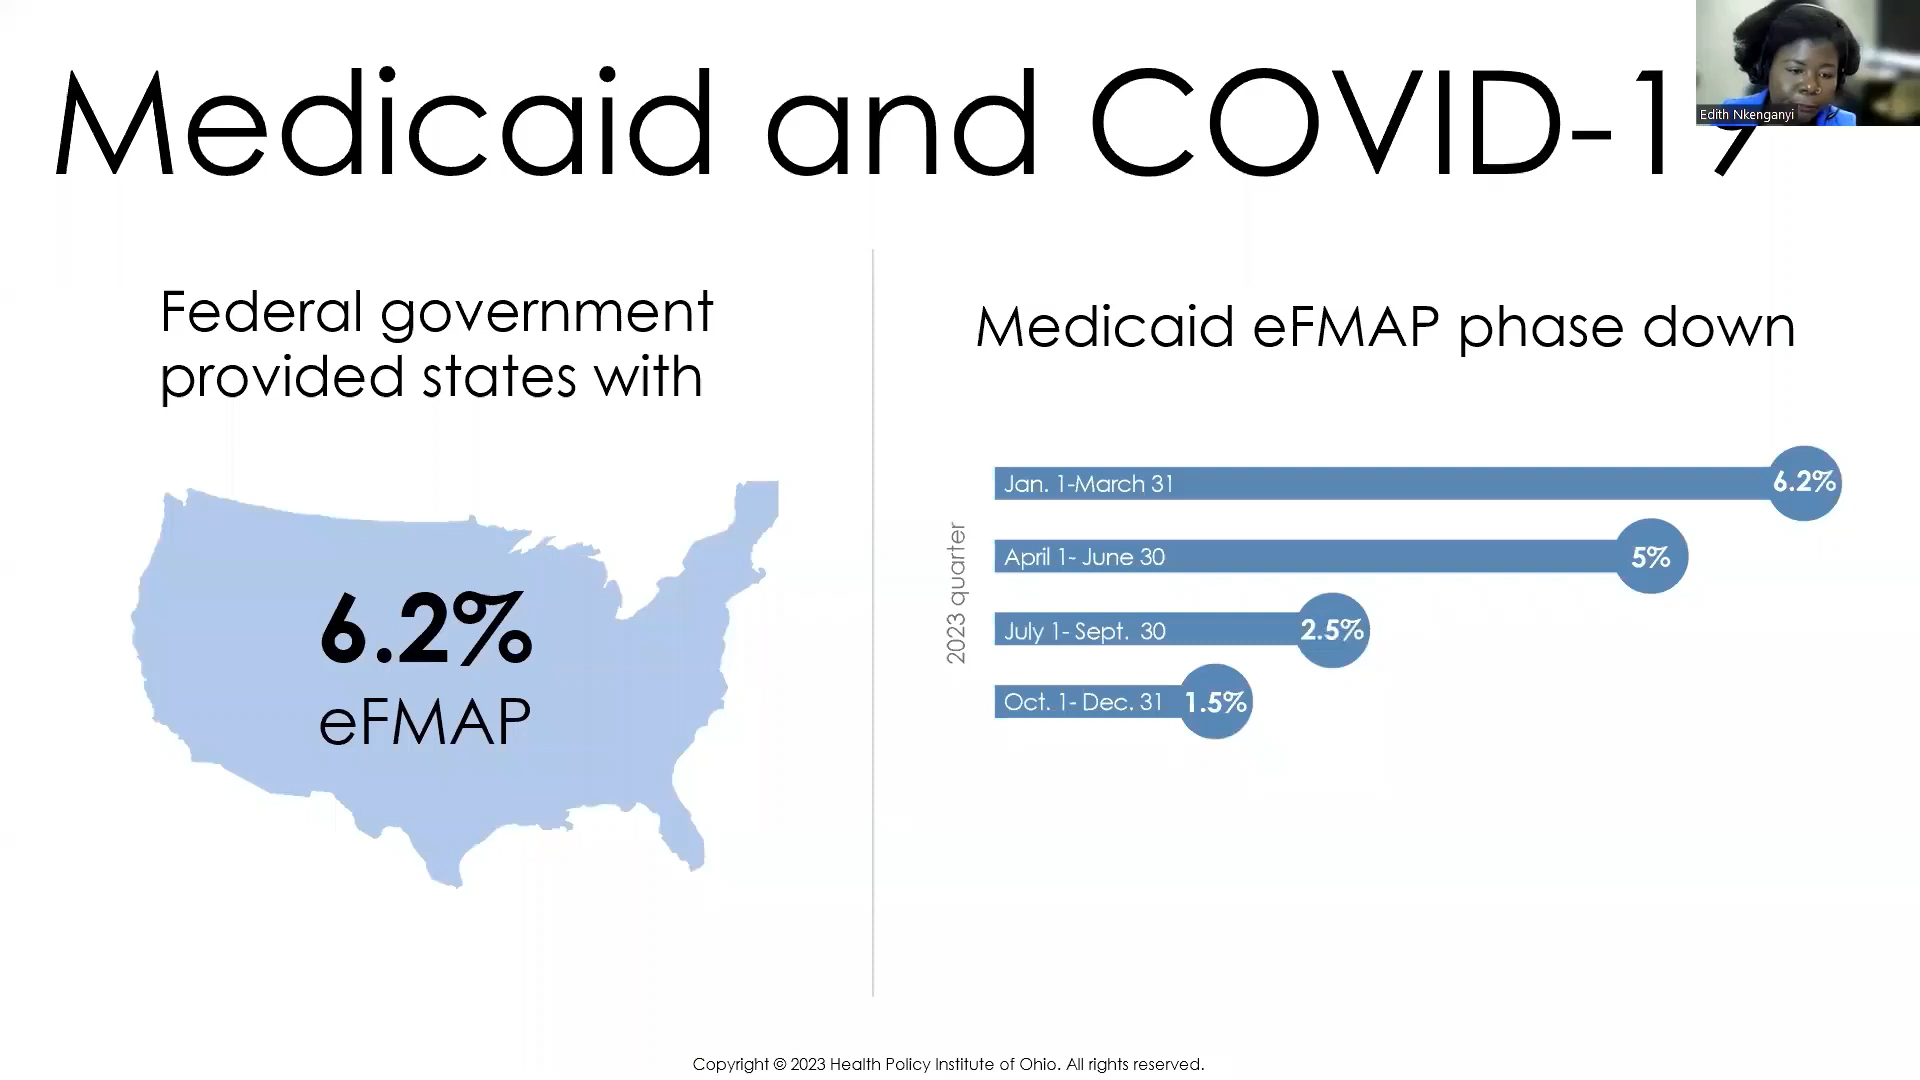 Medicaid and COVID-19
Edith Nkenganyi
Federal government
provided states with
6.2%
eFMAP
Medicaid eFMAP phase down
2023 quarter
Jan. 1-March 31 6.2%
April 1- June 30 5%
July 1- Sept. 30 2.5%
Oct. 1- Dec. 31 1.5%
Copyright © 2023 Health Policy Institute of Ohio. All rights reserved.